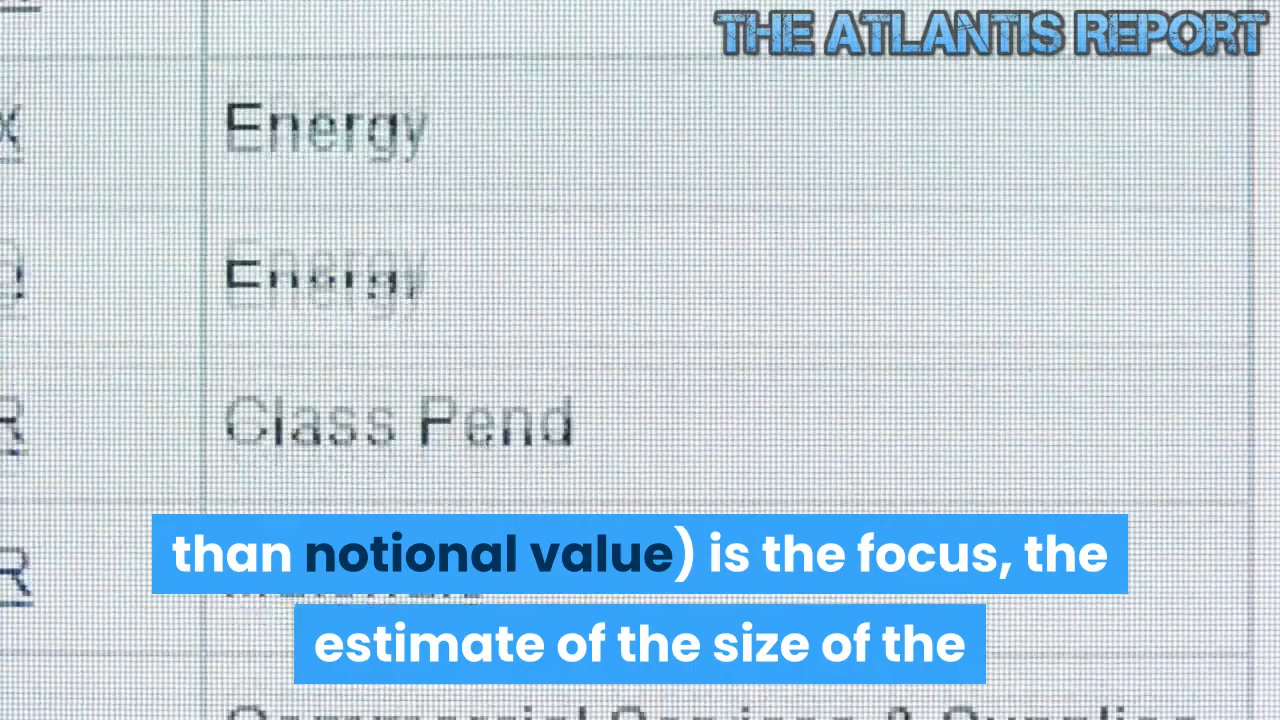 THE ATLANTIS REPORT
Energy
Energy
Class Pend
than notional value) is the focus, the
estimate of the size of the